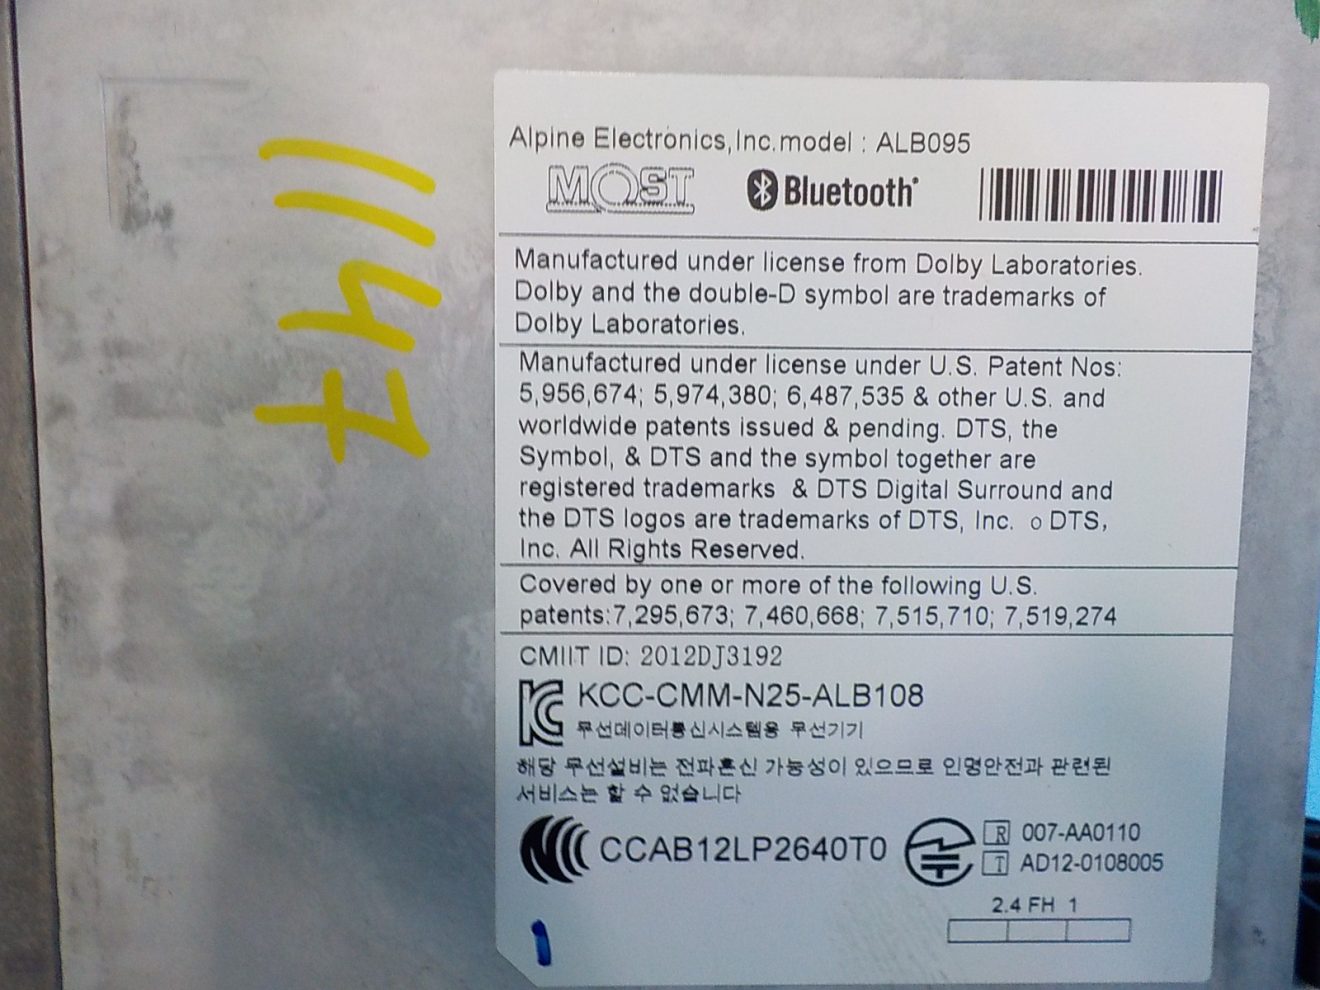 1147
Alpine Electronics,Inc.model : ALB095
MOST
Bluetooth
Manufactured under license from Dolby Laboratories.
Dolby and the double-D symbol are trademarks of
Dolby Laboratories.
Manufactured under license under U.S. Patent Nos:
5,956,674; 5,974,380; 6,487,535 & other U.S. and
worldwide patents issued & pending. DTS, the
Symbol, & DTS and the symbol together are
registered trademarks & DTS Digital Surround and
the DTS logos are trademarks of DTS, Inc. o DTS,
Inc. All Rights Reserved.
Covered by one or more of the following U.S.
patents:7,295,673; 7,460,668; 7,515,710; 7,519,274
CMIIT ID: 2012DJ3192
KCC-CMM-N25-ALB108
무선데이터통신시스템용 무선기기
해당 무선설비는 전파혼신 가능성이 있으므로 인명안전과 관련된
서비스는 할 수 없습니다
CCAB12LP2640T0
R 007-AA0110
T AD12-0108005
2.4 FH 1
1